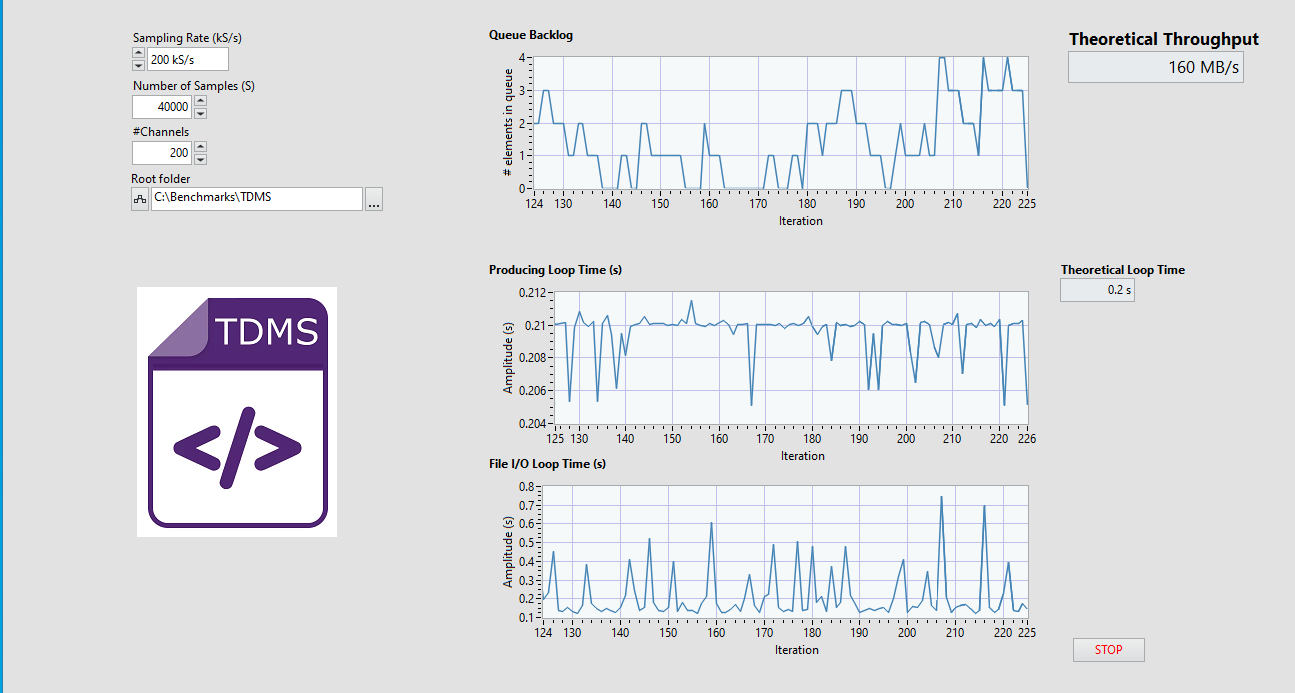 Sampling Rate (kS/s)
200 kS/s
Number of Samples (S)
40000
#Channels
200
Root folder
C:\Benchmarks\TDMS
...
TDMS
</>
Queue Backlog
# elements in queue
4
3
2
1
0
124 130 140 150 160 170 180 190 200 210 220 225
Iteration
Theoretical Throughput
160 MB/s
Producing Loop Time (s)
Amplitude (s)
0.212
0.21
0.208
0.206
0.204
125 130 140 150 160 170 180 190 200 210 220 226
Iteration
Theoretical Loop Time
0.2 s
File I/O Loop Time (s)
Amplitude (s)
0.8
0.7
0.6
0.5
0.4
0.3
0.2
0.1
124 130 140 150 160 170 180 190 200 210 220 225
Iteration
STOP